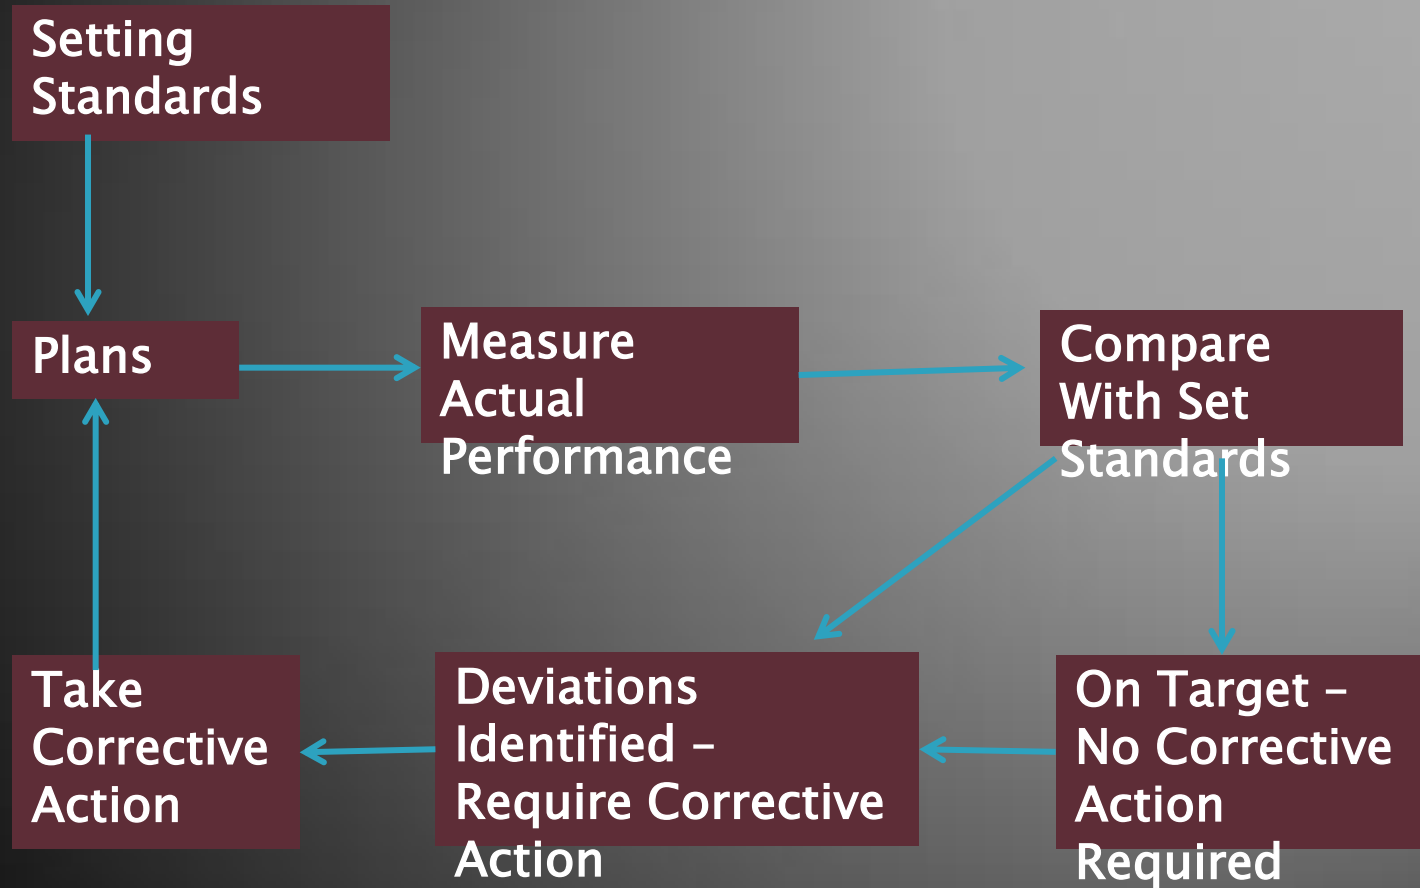 Setting
Standards
Plans
Measure
Actual
Performance
Compare
With Set
Standards
Take
Corrective
Action
Deviations
Identified –
Require Corrective
Action
On Target –
No Corrective
Action
Required